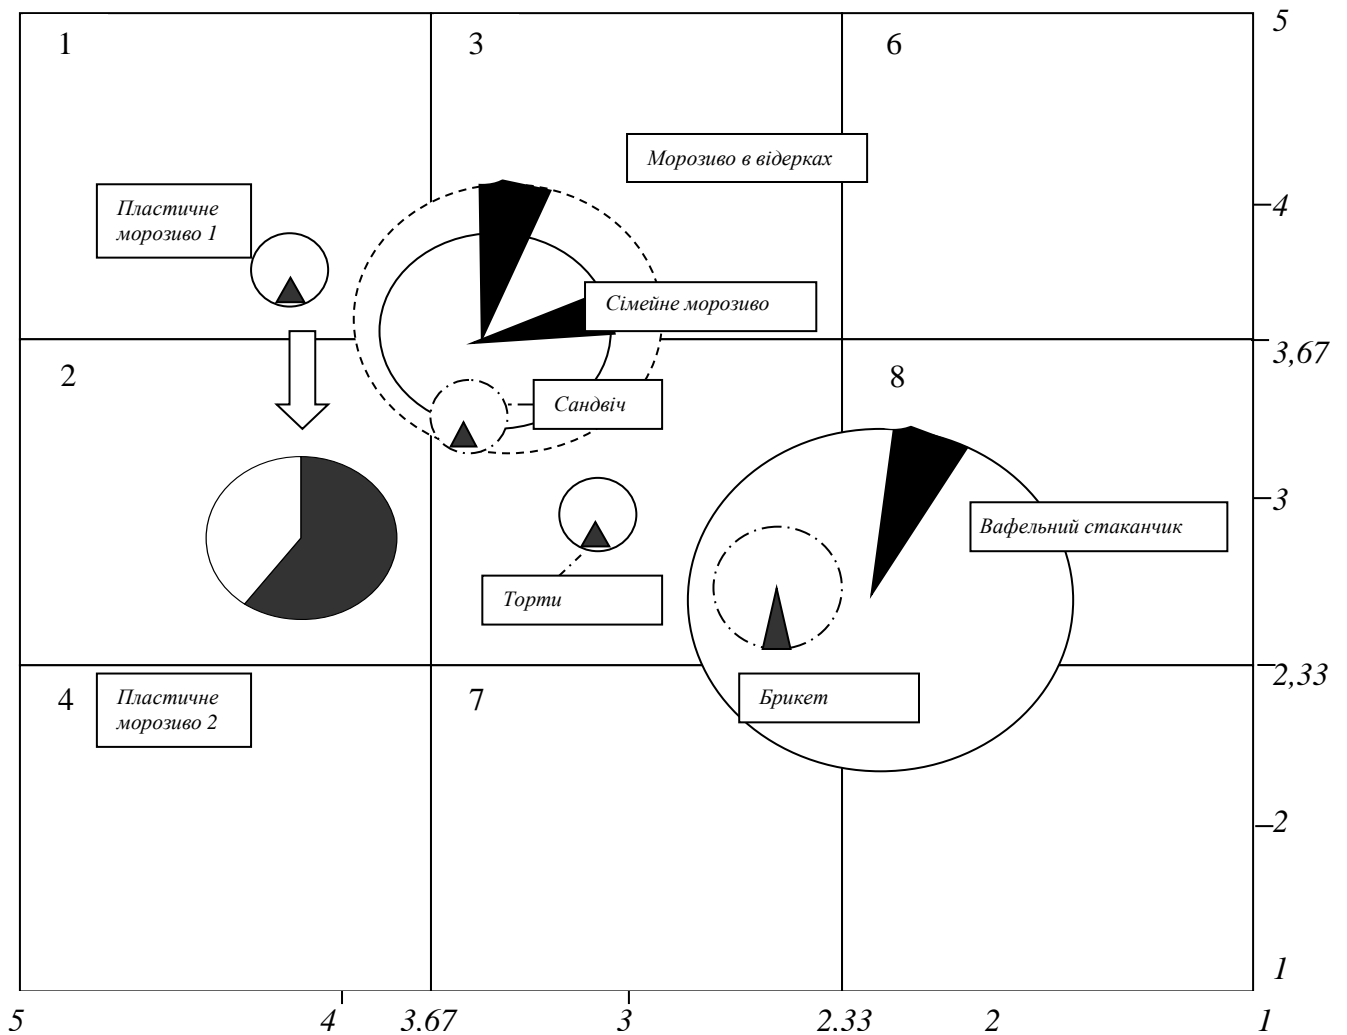 1
3
6
5
Морозиво в відерках
Пластичне
морозиво 1
4
Сімейне морозиво
3,67
2
8
Сандвіч
3
Вафельний стаканчик
Торти
2,33
4
Пластичне
морозиво 2
7
Брикет
2
1
5
4
3,67
3
2,33
2
1